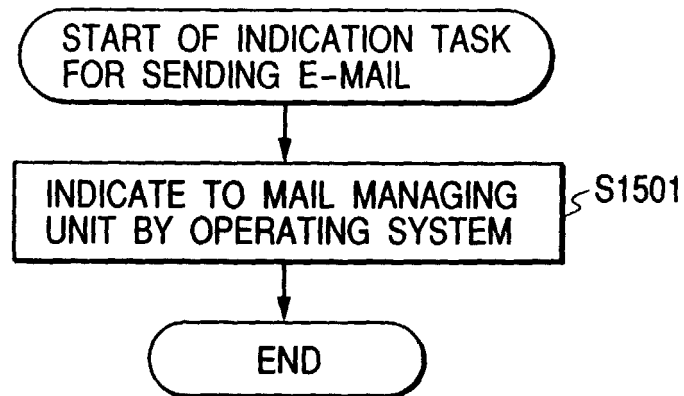 START OF INDICATION TASK
FOR SENDING E-MAIL
INDICATE TO MAIL MANAGING
UNIT BY OPERATING SYSTEM
S1501
END